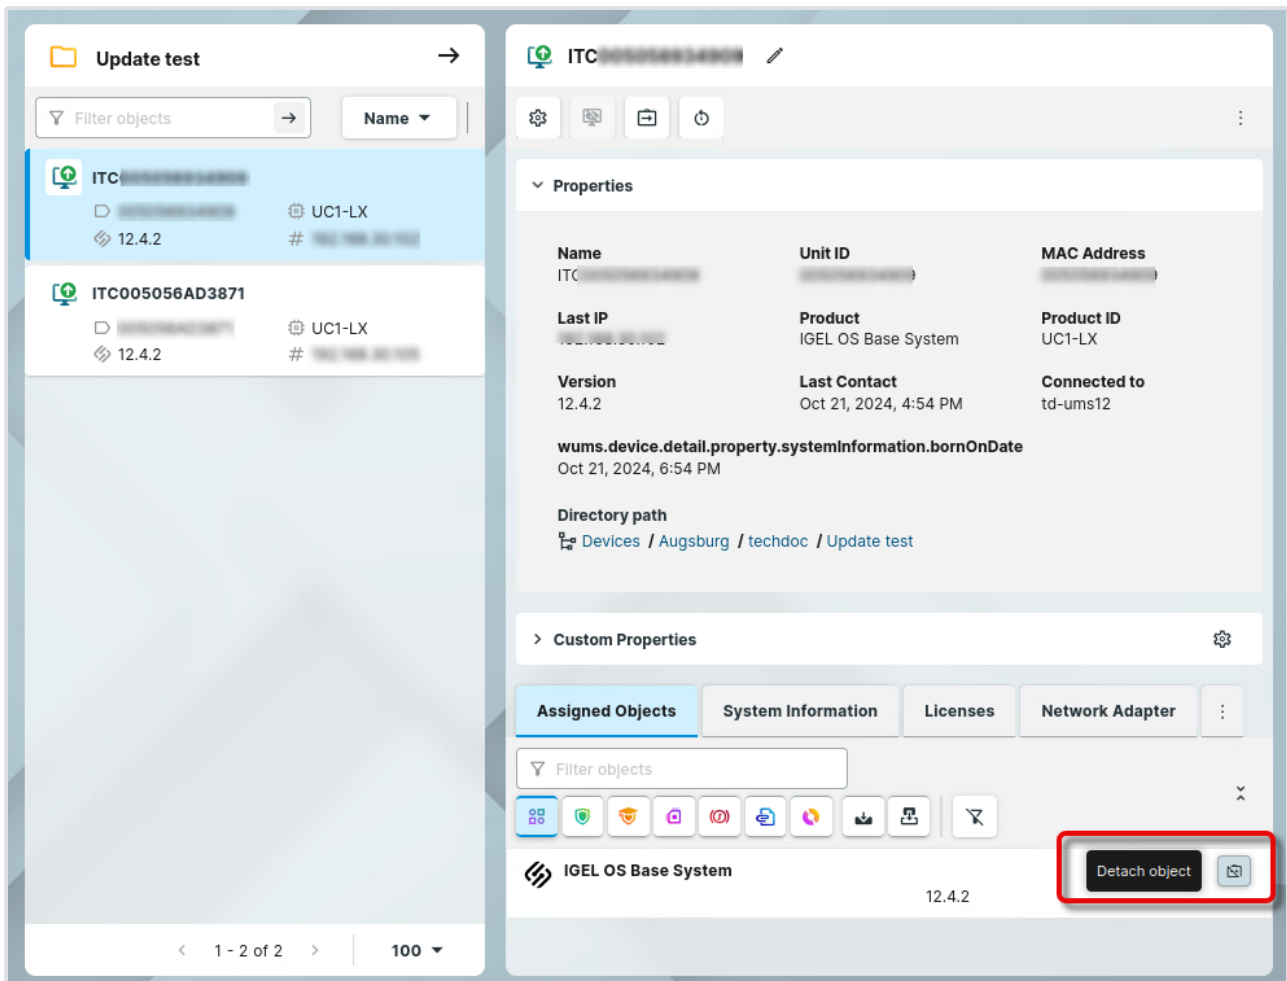 Update test
Filter objects
Name
ITC
UC1-LX
12.4.2
#
ITC005056AD3871
UC1-LX
12.4.2
#
1 - 2 of 2
100
ITC
Properties
Name
Unit ID
MAC Address
ITC
Last IP
Product
Product ID
IGEL OS Base System
UC1-LX
Version
Last Contact
Connected to
12.4.2
Oct 21, 2024, 4:54 PM
td-ums12
wums.device.detail.property.systemInformation.bornOnDate
Oct 21, 2024, 6:54 PM
Directory path
Devices / Augsburg / techdoc / Update test
Custom Properties
Assigned Objects
System Information
Licenses
Network Adapter
Filter objects
IGEL OS Base System
12.4.2
Detach object